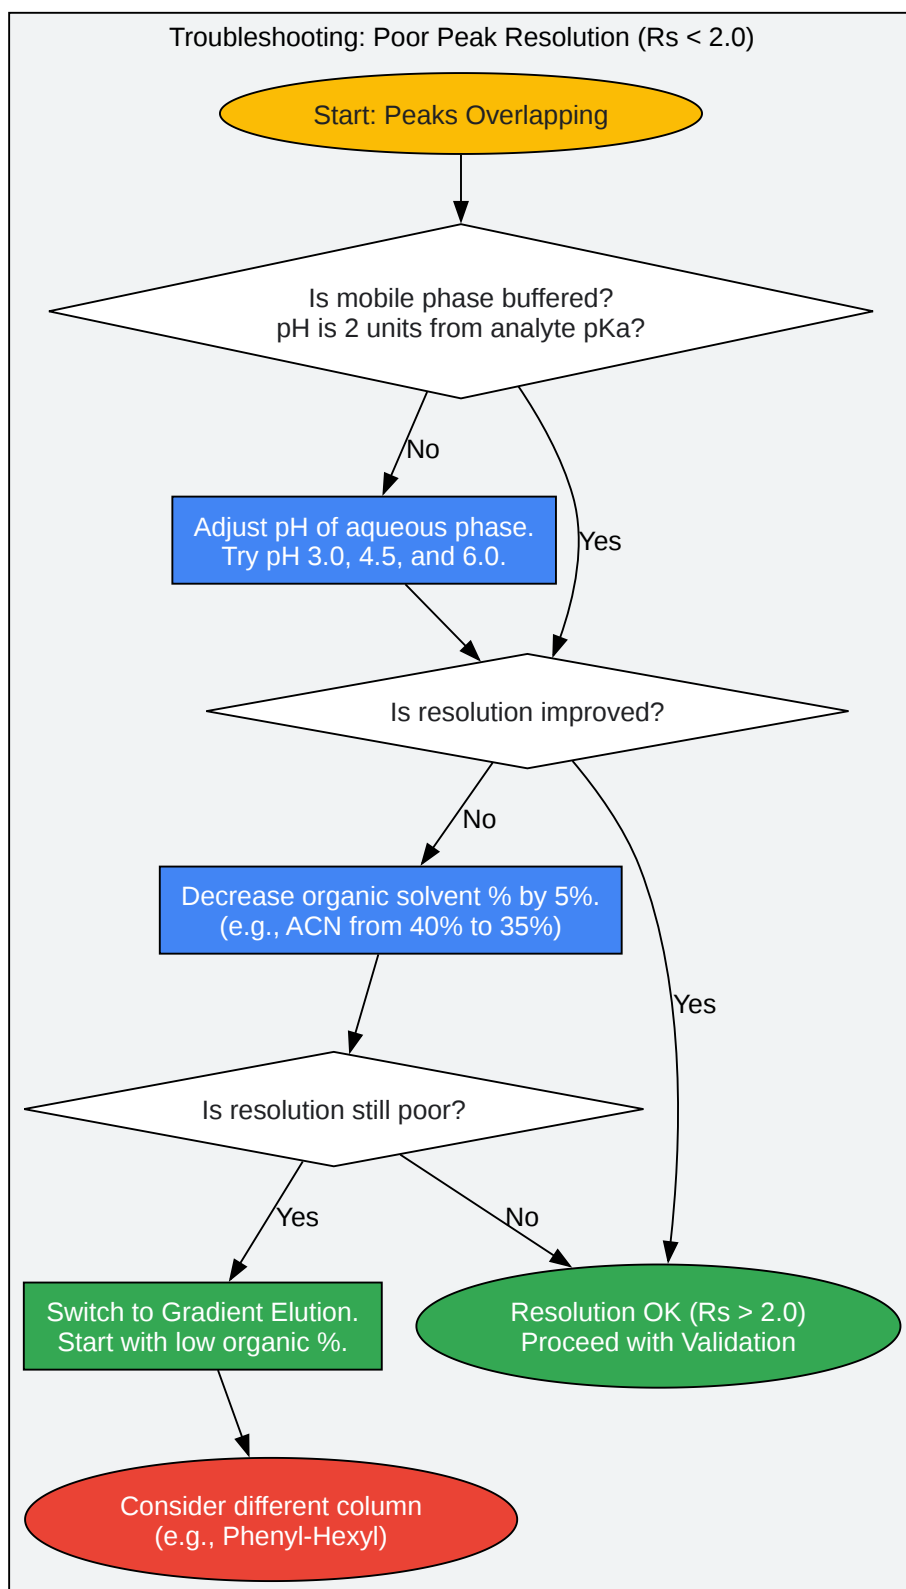 Troubleshooting: Poor Peak Resolution (Rs < 2.0)
Start: Peaks Overlapping
Is mobile phase buffered?
pH is 2 units from analyte pKa?
No
Adjust pH of aqueous phase.
Try pH 3.0, 4.5, and 6.0.
Yes
Is resolution improved?
No
Decrease organic solvent % by 5%.
(e.g., ACN from 40% to 35%)
Yes
Is resolution still poor?
Yes
No
Switch to Gradient Elution.
Start with low organic %.
Resolution OK (Rs > 2.0)
Proceed with Validation
Consider different column
(e.g., Phenyl-Hexyl)